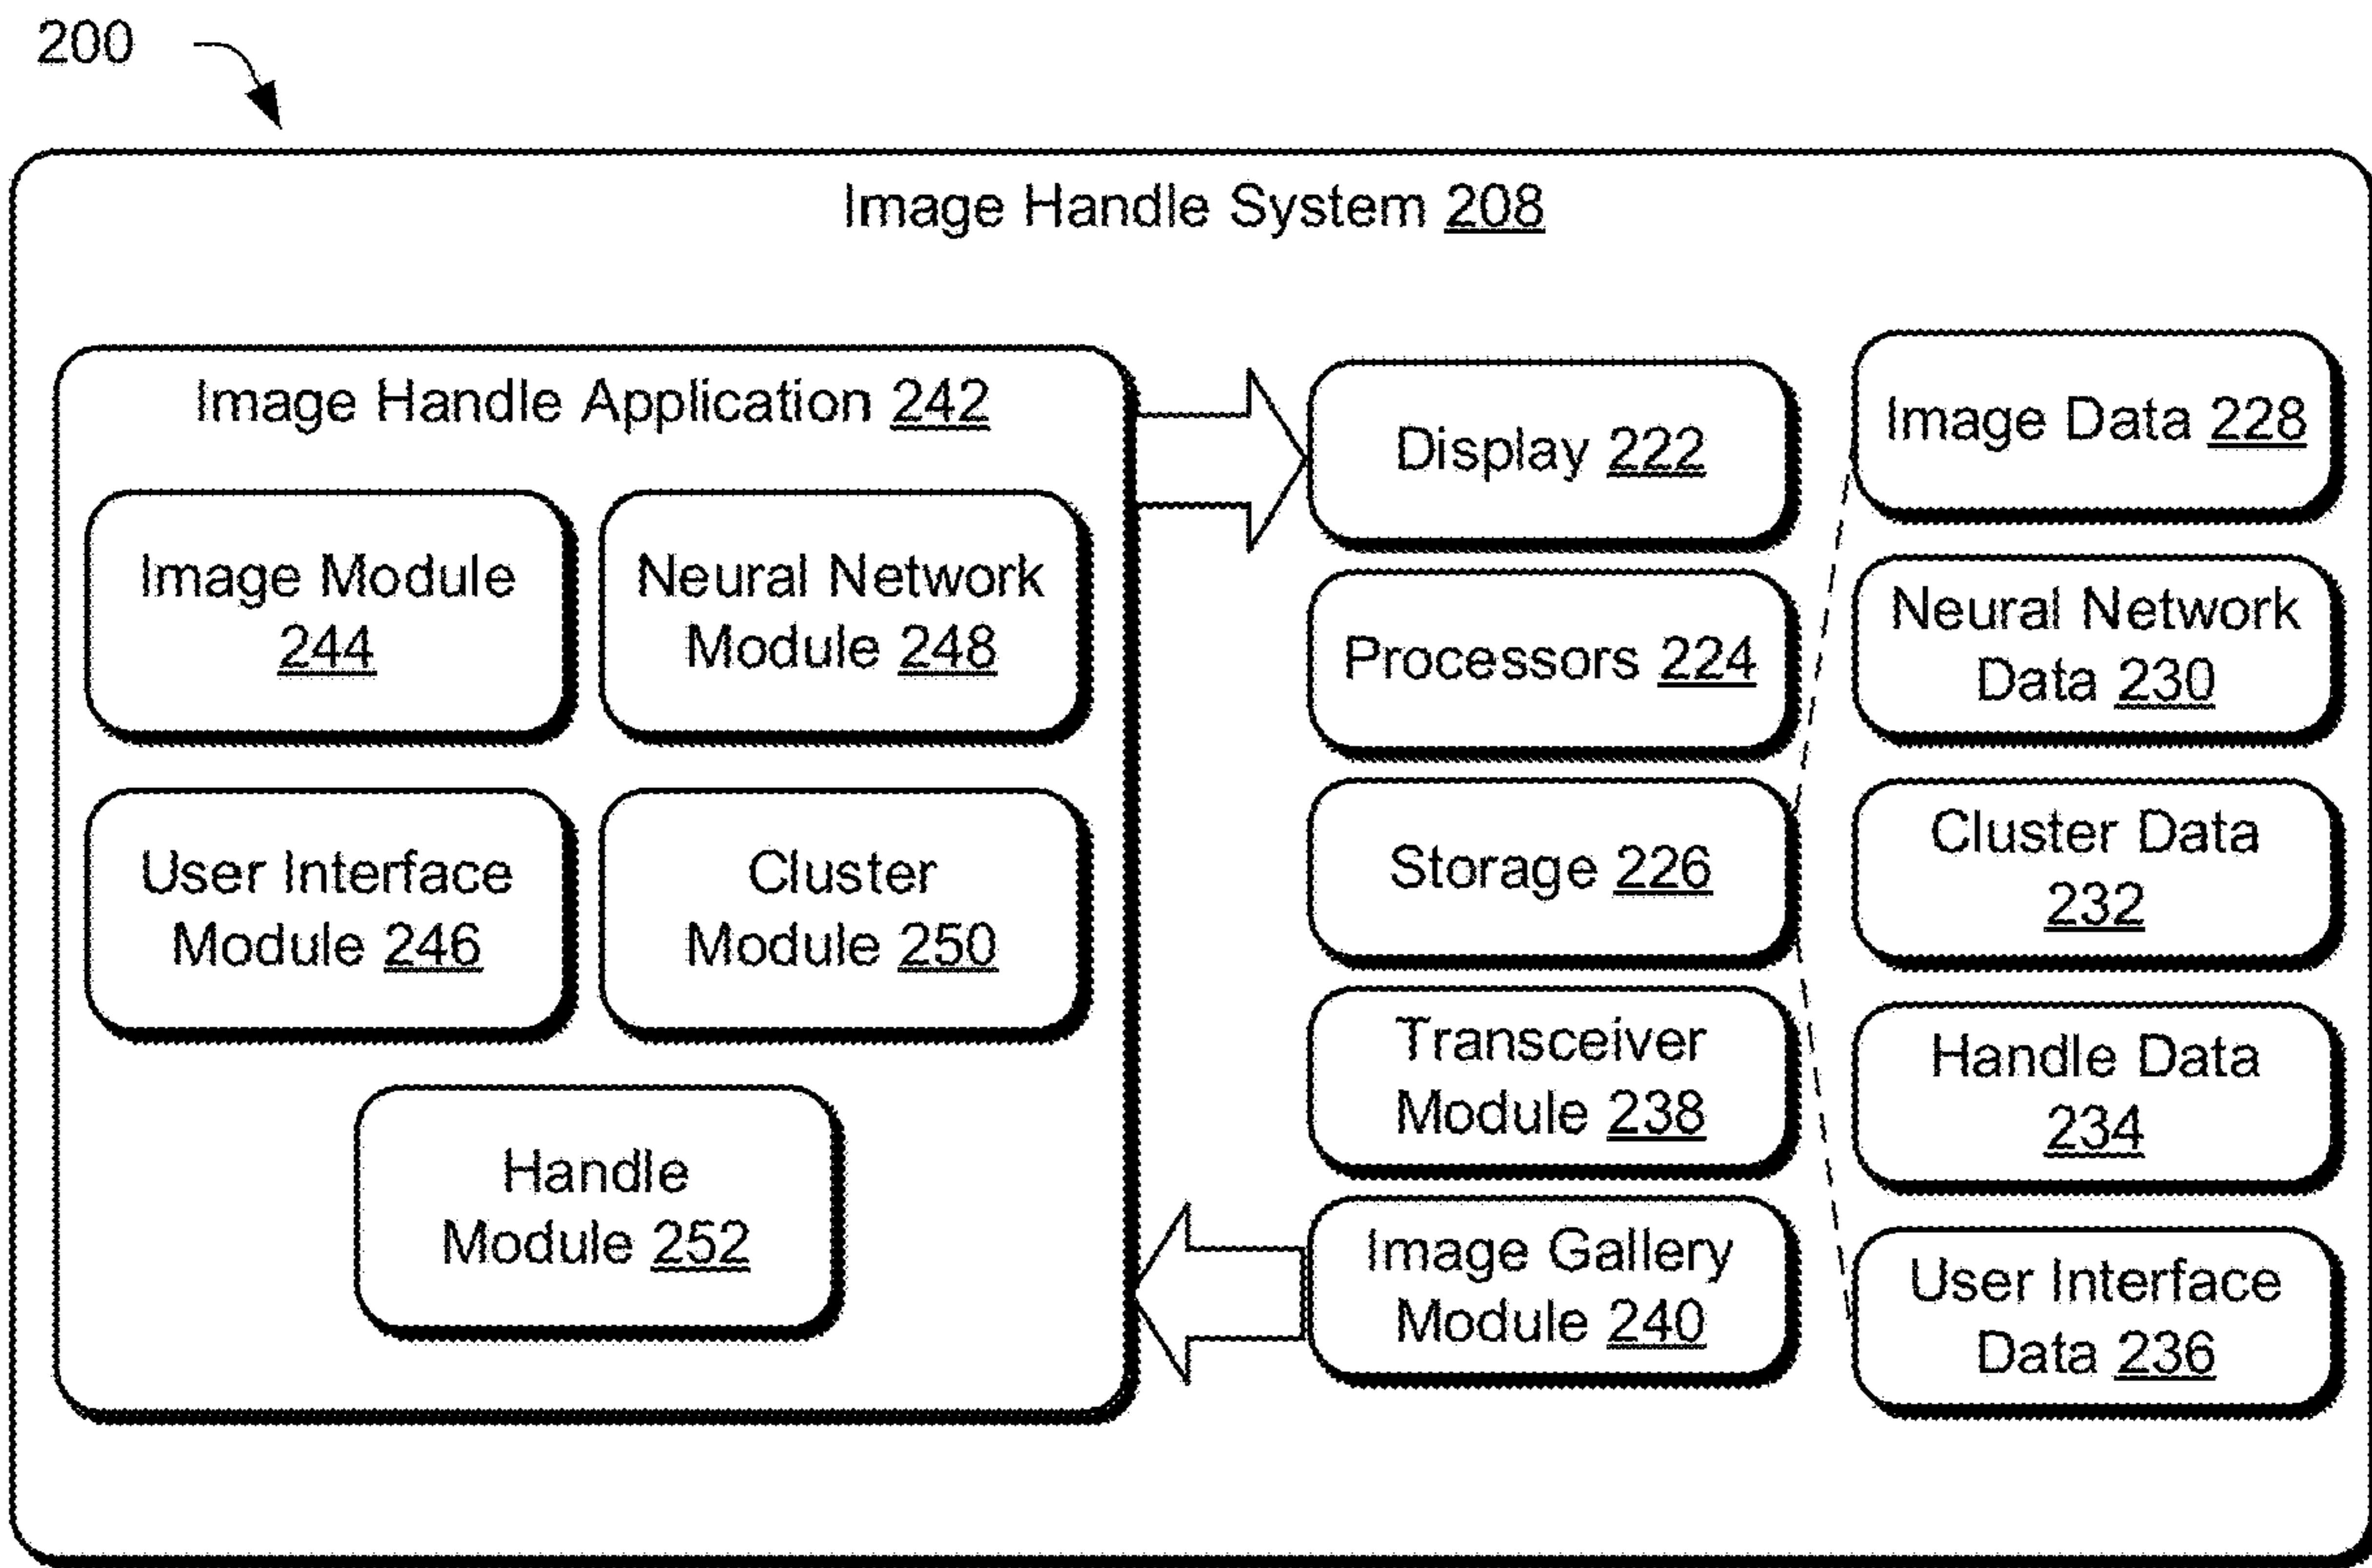 200
Image Handle System 208
Image Handle Application 242
Image Module
244
Neural Network
Module 248
User Interface
Module 246
Cluster
Module 250
Handle
Module 252
Display 222
Processors 224
Storage 226
Transceiver
Module 238
Image Gallery
Module 240
Image Data 228
Neural Network
Data 230
Cluster Data
232
Handle Data
234
User Interface
Data 236